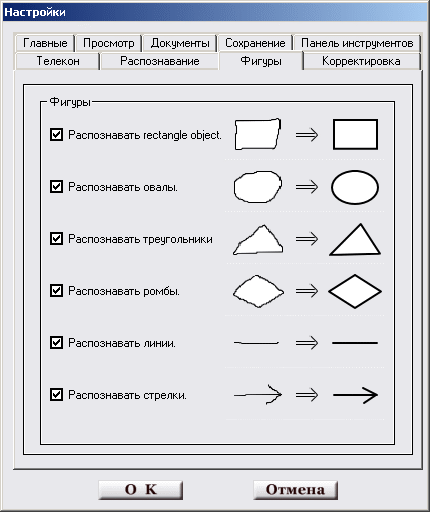 Настройки
Главные Просмотр Документы Сохранение Панель инструментов
Телекон Распознавание Фигуры Корректировка
Фигуры
Распознавать rectangle object.
Распознавать овалы.
Распознавать треугольники
Распознавать ромбы.
Распознавать линии.
Распознавать стрелки.
О К Отмена